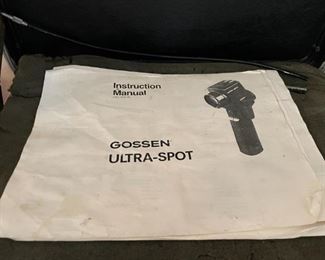 Instruction
Manual
GOSSEN
ULTRA-SPOT